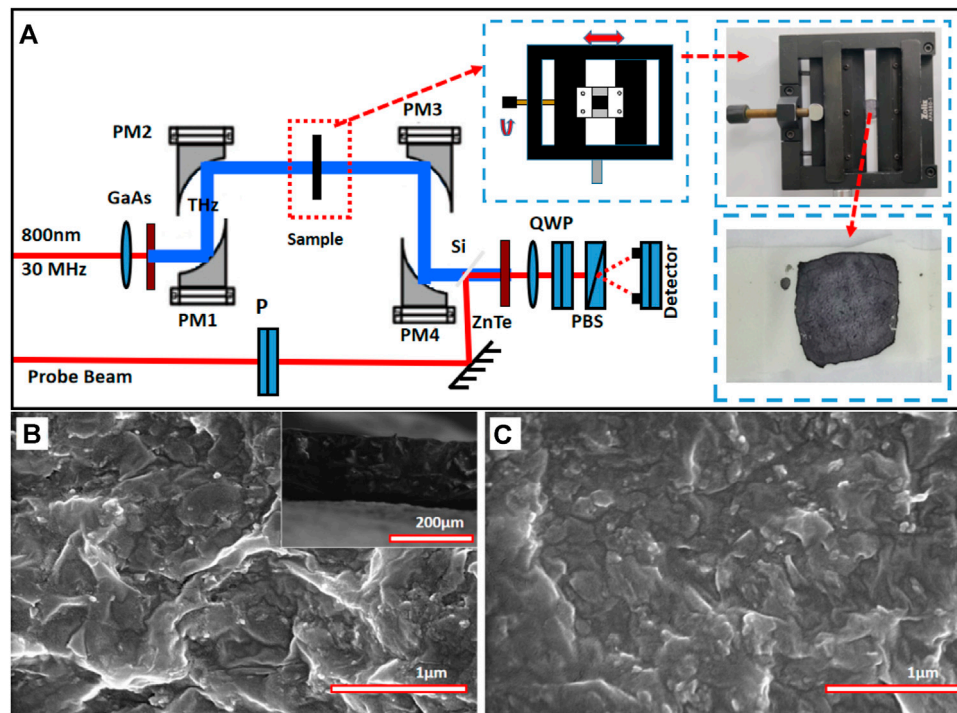 A
PM2
PM3
GaAs
THz
800nm
30 MHz
Sample
Si
QWP
PM1
P
PM4
ZnTe
PBS
Detector
Probe Beam
Zolix
B
200μm
1μm
C
1μm